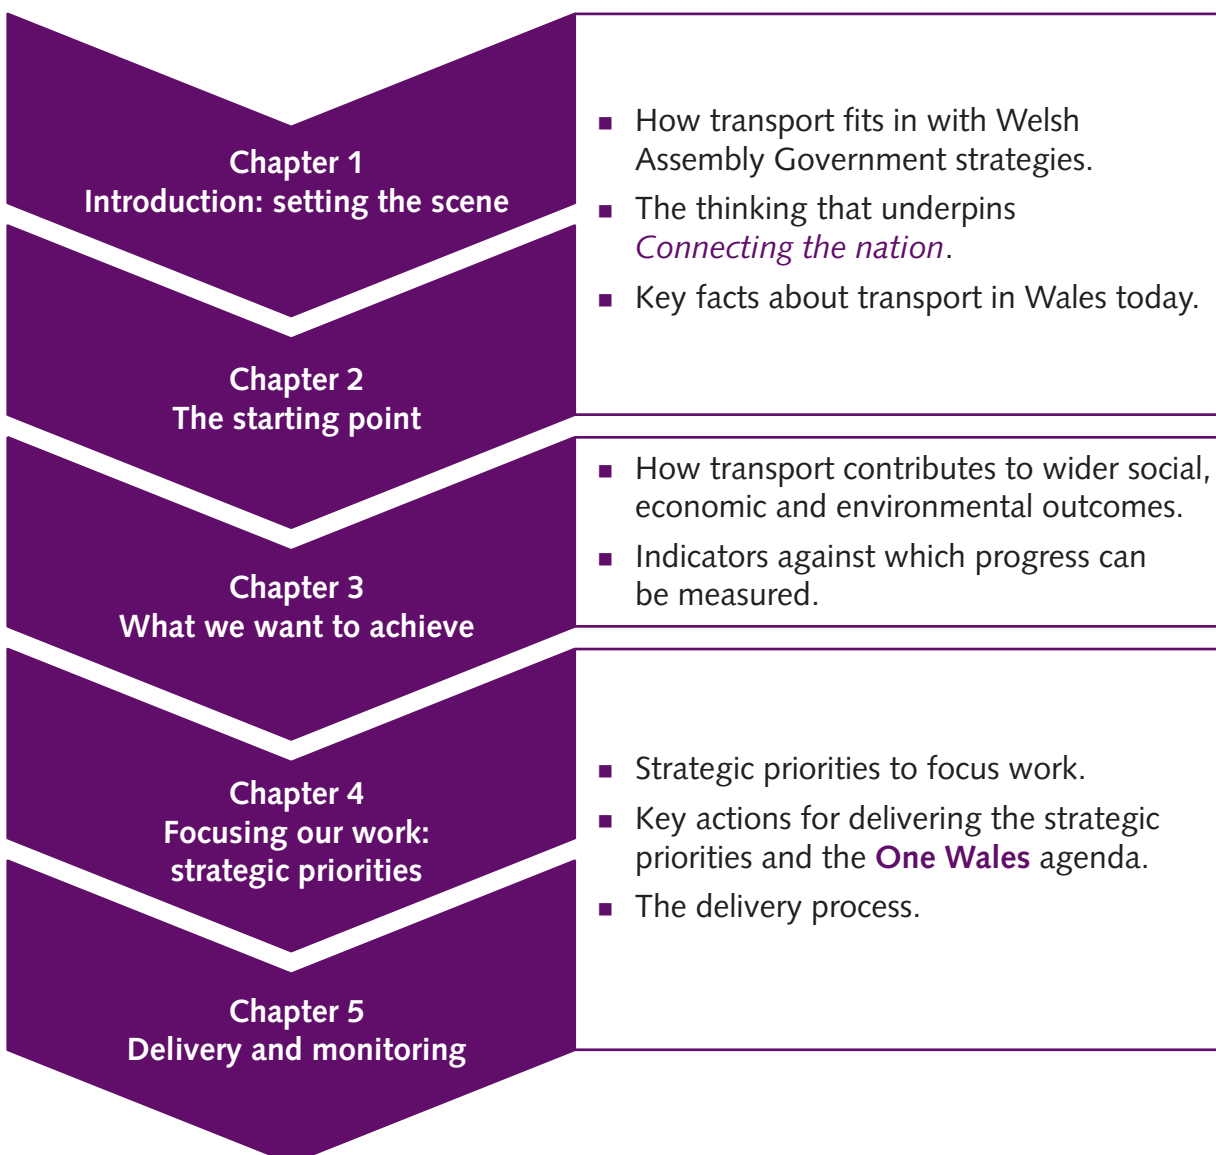 Chapter 1
Introduction: setting the scene
■ How transport fits in with Welsh
Assembly Government strategies.
■ The thinking that underpins
Connecting the nation.
■ Key facts about transport in Wales today.
Chapter 2
The starting point
■ How transport contributes to wider social,
economic and environmental outcomes.
■ Indicators against which progress can
be measured.
Chapter 3
What we want to achieve
■ Strategic priorities to focus work.
■ Key actions for delivering the strategic
priorities and the One Wales agenda.
■ The delivery process.
Chapter 4
Focusing our work:
strategic priorities
Chapter 5
Delivery and monitoring